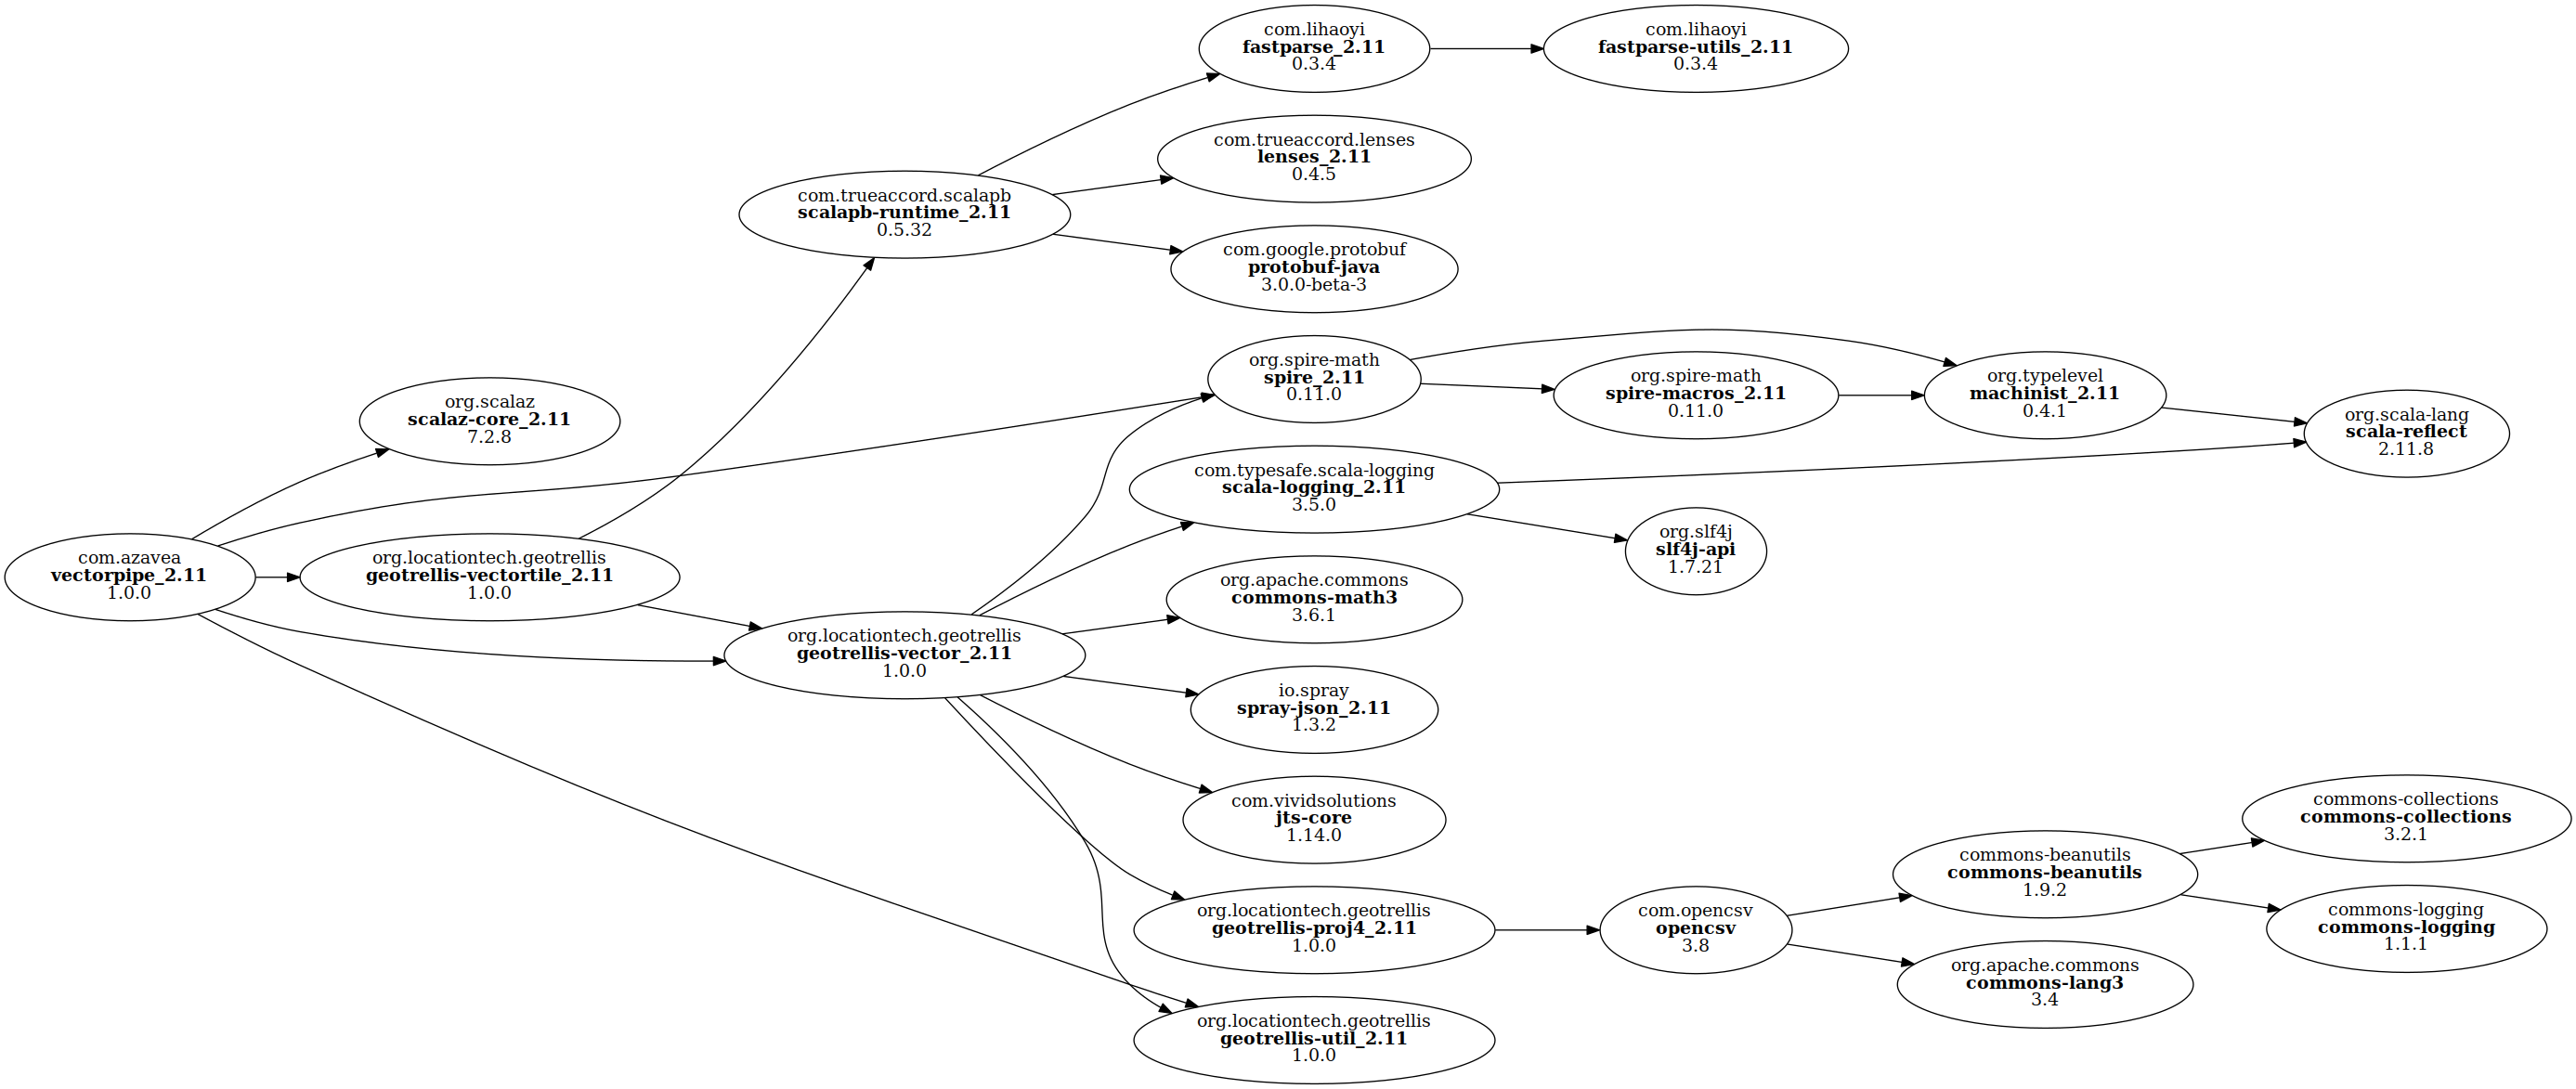 com.lihaoyi
fastparse_2.11
0.3.4
com.lihaoyi
fastparse-utils_2.11
0.3.4
com.trueaccord.lenses
lenses_2.11
0.4.5
com.trueaccord.scalapb
scalapb-runtime_2.11
0.5.32
com.google.protobuf
protobuf-java
3.0.0-beta-3
org.spire-math
spire_2.11
0.11.0
org.spire-math
spire-macros_2.11
0.11.0
org.typelevel
machinist_2.11
0.4.1
org.scala-lang
scala-reflect
2.11.8
org.scalaz
scalaz-core_2.11
7.2.8
com.typesafe.scala-logging
scala-logging_2.11
3.5.0
org.slf4j
slf4j-api
1.7.21
com.azavea
vectorpipe_2.11
1.0.0
org.locationtech.geotrellis
geotrellis-vectortile_2.11
1.0.0
org.apache.commons
commons-math3
3.6.1
org.locationtech.geotrellis
geotrellis-vector_2.11
1.0.0
io.spray
spray-json_2.11
1.3.2
com.vividsolutions
jts-core
1.14.0
commons-collections
commons-collections
3.2.1
commons-beanutils
commons-beanutils
1.9.2
org.locationtech.geotrellis
geotrellis-proj4_2.11
1.0.0
com.opencsv
opencsv
3.8
commons-logging
commons-logging
1.1.1
org.apache.commons
commons-lang3
3.4
org.locationtech.geotrellis
geotrellis-util_2.11
1.0.0